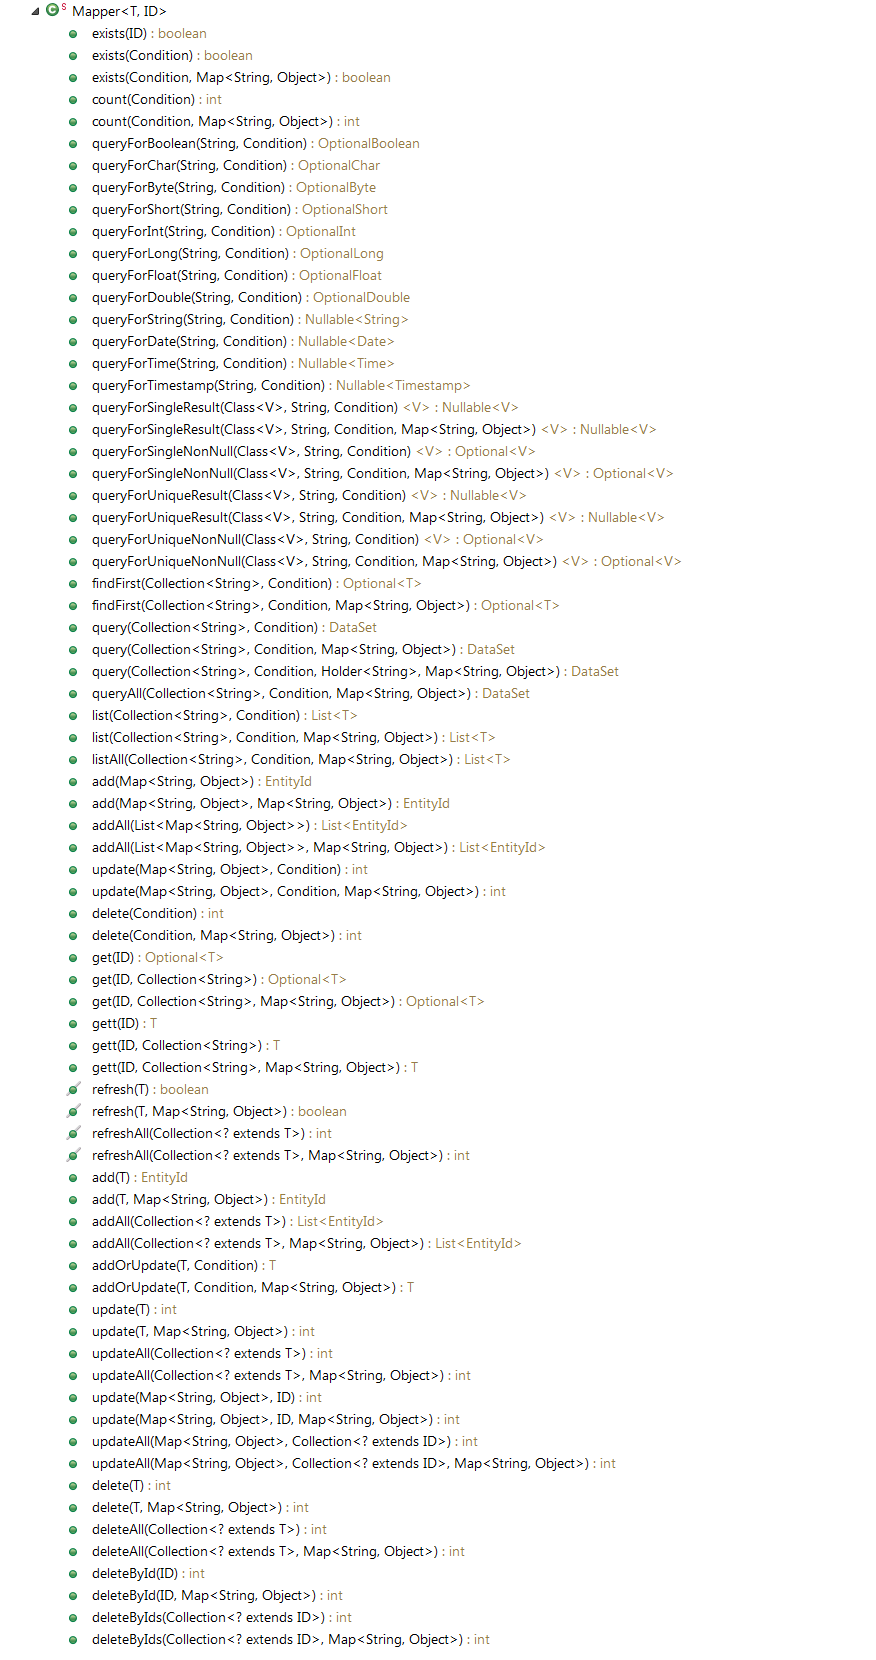 S Mapper<T, ID>
exists(ID) : boolean
exists(Condition) : boolean
exists(Condition, Map<String, Object>) : boolean
count(Condition) : int
count(Condition, Map<String, Object>) : int
queryForBoolean(String, Condition) : OptionalBoolean
queryForChar(String, Condition) : OptionalChar
queryForByte(String, Condition) : OptionalByte
queryForShort(String, Condition) : OptionalShort
queryForInt(String, Condition) : OptionalInt
queryForLong(String, Condition) : OptionalLong
queryForFloat(String, Condition) : OptionalFloat
queryForDouble(String, Condition) : OptionalDouble
queryForString(String, Condition) : Nullable<String>
queryForDate(String, Condition) : Nullable<Date>
queryForTime(String, Condition) : Nullable<Time>
queryForTimestamp(String, Condition) : Nullable<Timestamp>
queryForSingleResult(Class<V>, String, Condition) <V> : Nullable<V>
queryForSingleResult(Class<V>, String, Condition, Map<String, Object>) <V> : Nullable<V>
queryForSingleNonNull(Class<V>, String, Condition) <V> : Optional<V>
queryForSingleNonNull(Class<V>, String, Condition, Map<String, Object>) <V> : Optional<V>
queryForUniqueResult(Class<V>, String, Condition) <V> : Nullable<V>
queryForUniqueResult(Class<V>, String, Condition, Map<String, Object>) <V> : Nullable<V>
queryForUniqueNonNull(Class<V>, String, Condition) <V> : Optional<V>
queryForUniqueNonNull(Class<V>, String, Condition, Map<String, Object>) <V> : Optional<V>
findFirst(Collection<String>, Condition) : Optional<T>
findFirst(Collection<String>, Condition, Map<String, Object>) : Optional<T>
query(Collection<String>, Condition) : DataSet
query(Collection<String>, Condition, Map<String, Object>) : DataSet
query(Collection<String>, Condition, Holder<String>, Map<String, Object>) : DataSet
queryAll(Collection<String>, Condition, Map<String, Object>) : DataSet
list(Collection<String>, Condition) : List<T>
list(Collection<String>, Condition, Map<String, Object>) : List<T>
listAll(Collection<String>, Condition, Map<String, Object>) : List<T>
add(Map<String, Object>) : EntityId
add(Map<String, Object>, Map<String, Object>) : EntityId
addAll(List<Map<String, Object>>) : List<EntityId>
addAll(List<Map<String, Object>>, Map<String, Object>) : List<EntityId>
update(Map<String, Object>, Condition) : int
update(Map<String, Object>, Condition, Map<String, Object>) : int
delete(Condition) : int
delete(Condition, Map<String, Object>) : int
get(ID) : Optional<T>
get(ID, Collection<String>) : Optional<T>
get(ID, Collection<String>, Map<String, Object>) : Optional<T>
gett(ID) : T
gett(ID, Collection<String>) : T
gett(ID, Collection<String>, Map<String, Object>) : T
refresh(T) : boolean
refresh(T, Map<String, Object>) : boolean
refreshAll(Collection<? extends T>) : int
refreshAll(Collection<? extends T>, Map<String, Object>) : int
add(T) : EntityId
add(T, Map<String, Object>) : EntityId
addAll(Collection<? extends T>) : List<EntityId>
addAll(Collection<? extends T>, Map<String, Object>) : List<EntityId>
addOrUpdate(T, Condition) : T
addOrUpdate(T, Condition, Map<String, Object>) : T
update(T) : int
update(T, Map<String, Object>) : int
updateAll(Collection<? extends T>) : int
updateAll(Collection<? extends T>, Map<String, Object>) : int
update(Map<String, Object>, ID) : int
update(Map<String, Object>, ID, Map<String, Object>) : int
updateAll(Map<String, Object>, Collection<? extends ID>) : int
updateAll(Map<String, Object>, Collection<? extends ID>, Map<String, Object>) : int
delete(T) : int
delete(T, Map<String, Object>) : int
deleteAll(Collection<? extends T>) : int
deleteAll(Collection<? extends T>, Map<String, Object>) : int
deleteById(ID) : int
deleteById(ID, Map<String, Object>) : int
deleteByIds(Collection<? extends ID>) : int
deleteByIds(Collection<? extends ID>, Map<String, Object>) : int